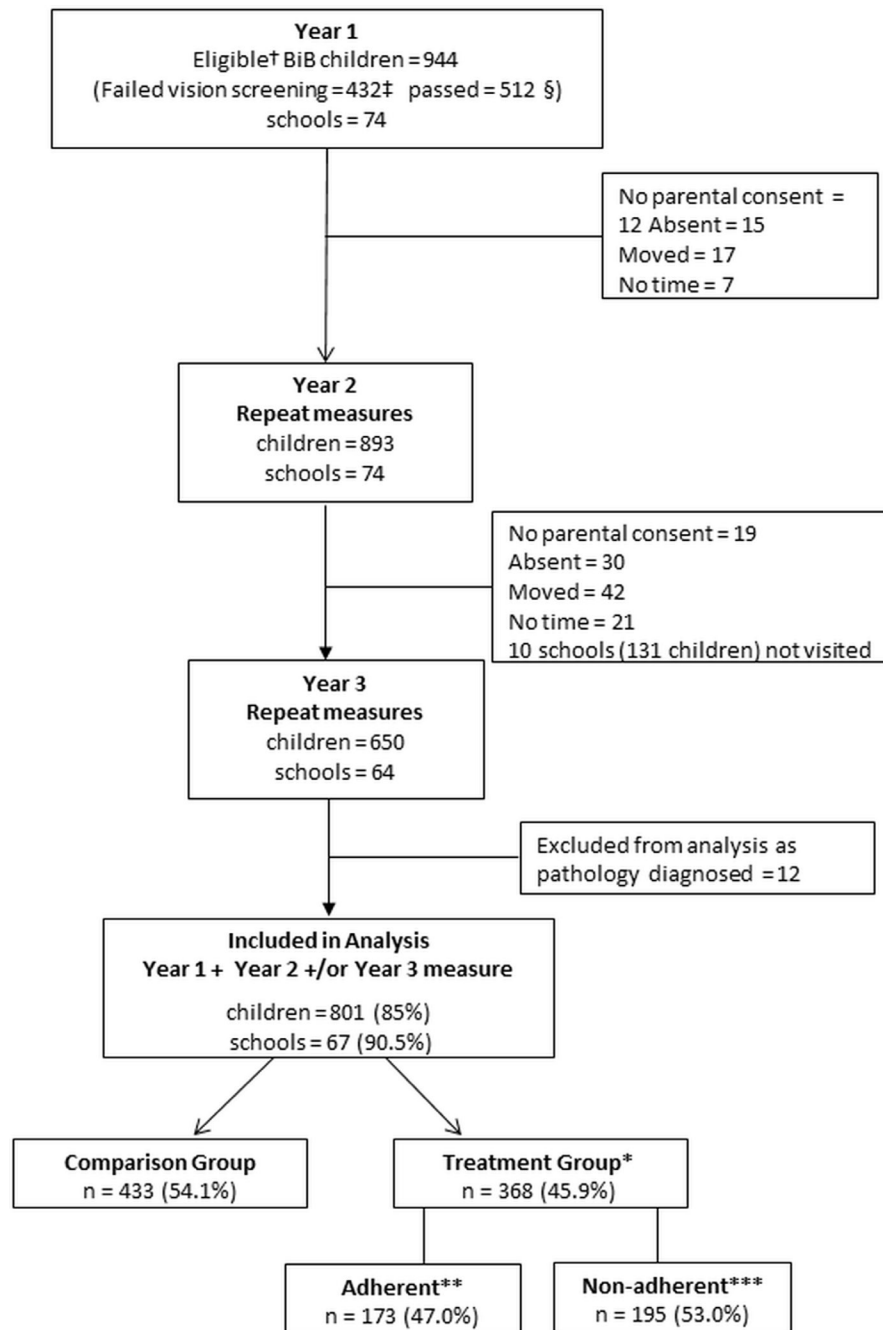 Year 1
Eligible† BiB children = 944
(Failed vision screening = 432‡ passed = 512 §)
schools = 74
No parental consent =
12 Absent = 15
Moved = 17
No time = 7
Year 2
Repeat measures
children = 893
schools = 74
No parental consent = 19
Absent = 30
Moved = 42
No time = 21
10 schools (131 children) not visited
Year 3
Repeat measures
children = 650
schools = 64
Excluded from analysis as
pathology diagnosed = 12
Included in Analysis
Year 1 + Year 2 +/or Year 3 measure
children = 801 (85%)
schools = 67 (90.5%)
Comparison Group
n = 433 (54.1%)
Treatment Group*
n = 368 (45.9%)
Adherent**
n = 173 (47.0%)
Non-adherent***
n = 195 (53.0%)